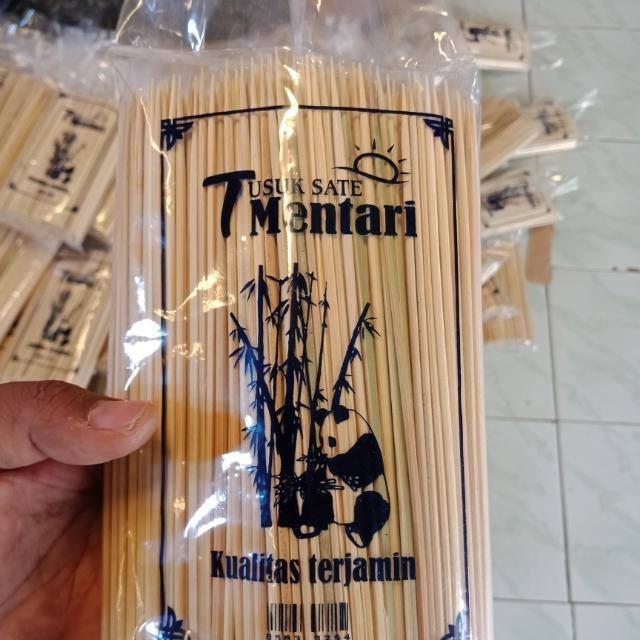 TUSUK SATE
Mentari
Kualitas terjamin